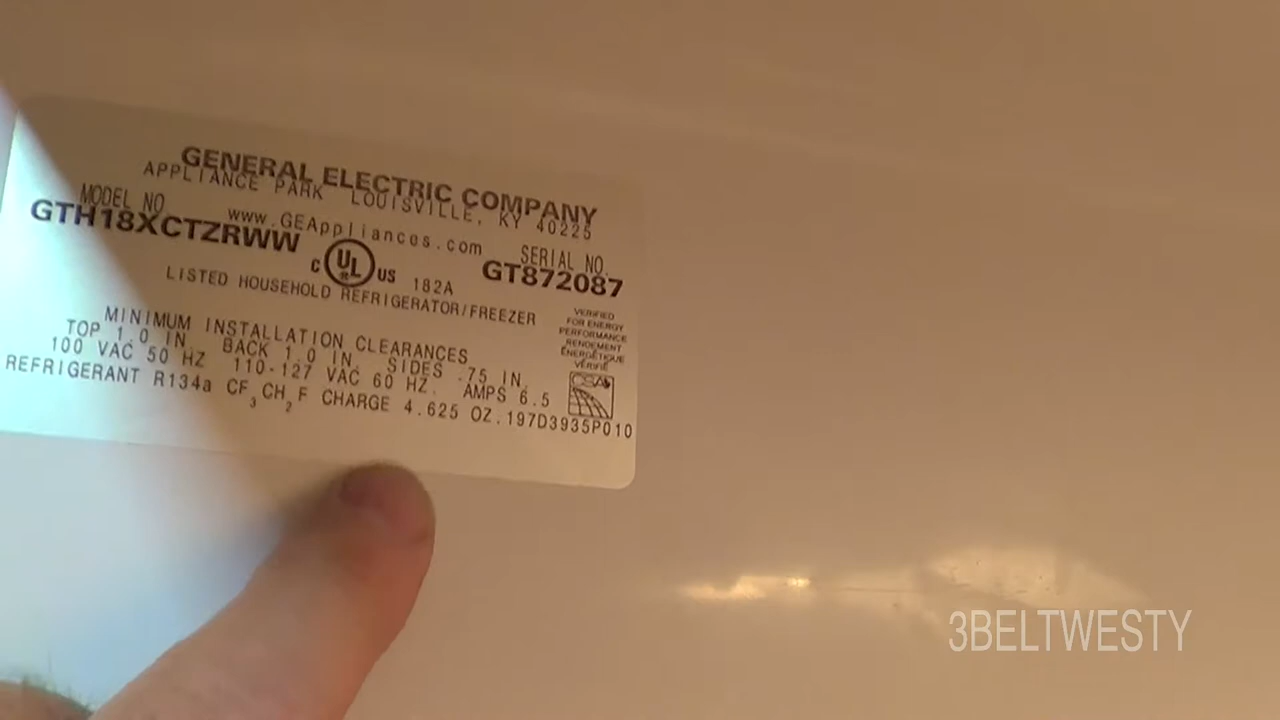 GENERAL ELECTRIC COMPANY
APPLIANCE PARK LOUISVILLE, KY 40225
MODEL NO
GTH18XCTZRWW
www.GEAppliances.com
SERIAL NO.
GT872087
C UL US 182A
LISTED HOUSEHOLD REFRIGERATOR/FREEZER
VERIFIED
FOR ENERGY
PERFORMANCE
RENDEMENT
ÉNERGÉTIQUE
VÉRIFIÉ
CSA
MINIMUM INSTALLATION CLEARANCES
TOP 1.0 IN. BACK 1.0 IN. SIDES .75 IN.
100 VAC 50 HZ 110-127 VAC 60 HZ. AMPS 6.5
REFRIGERANT R134a CF3CH2F CHARGE 4.625 OZ. 197D3935P010
3BELTWESTY